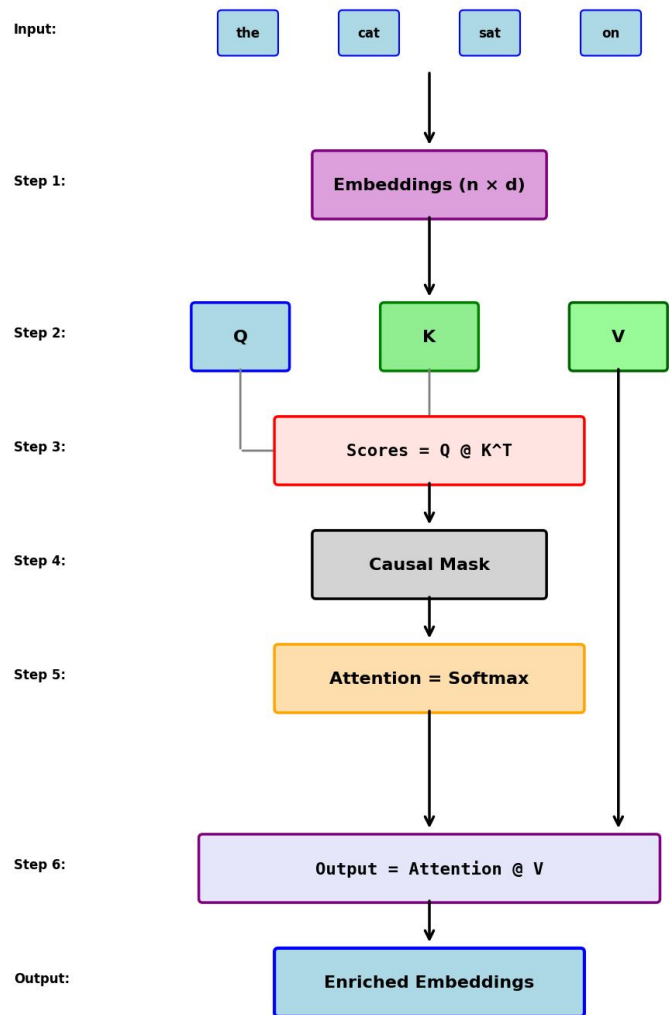 Input:
the
cat
sat
on
Step 1:
Embeddings (n × d)
Step 2:
Q
K
V
Step 3:
Scores = Q @ K^T
Step 4:
Causal Mask
Step 5:
Attention = Softmax
Step 6:
Output = Attention @ V
Output:
Enriched Embeddings